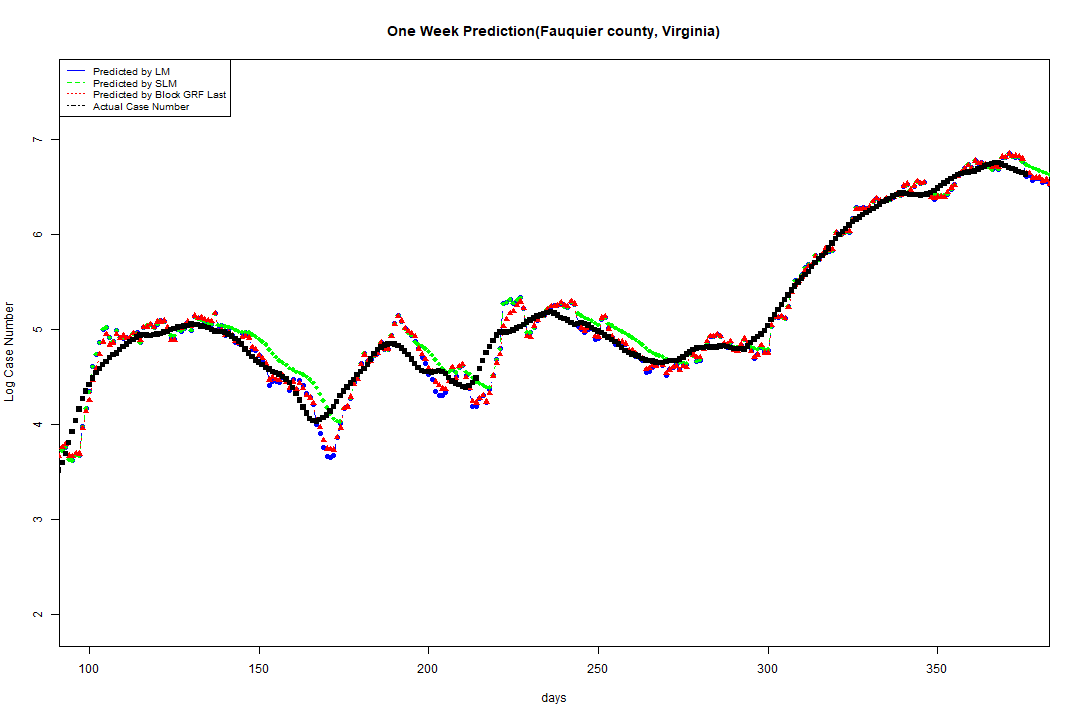 One Week Prediction(Fauquier county, Virginia)
Predicted by LM
Predicted by SLM
Predicted by Block GRF Last
Actual Case Number
Log Case Number
7
6
5
4
3
2
100 150 200 250 300 350
days